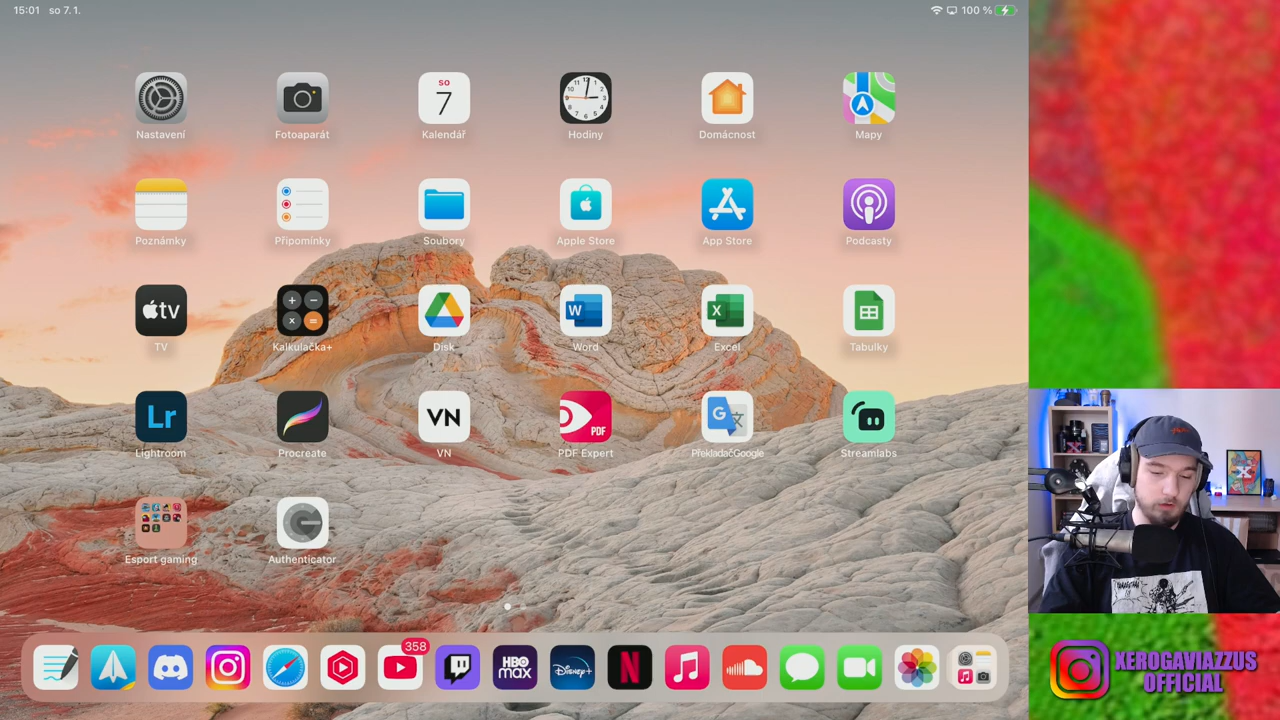 15:01 so 7. 1.
100 %
SO
7
Nastavení
Fotoaparát
Kalendář
Hodiny
Domácnost
Mapy
Poznámky
Připomínky
Soubory
Apple Store
App Store
Podcasty
tv
W
X
TV
Kalkulačka+
Disk
Word
Excel
Tabulky
Lr
VN
PDF
G
Lightroom
Procreate
VN
PDF Expert
PřekladačGoogle
Streamlabs
Esport gaming
Authenticator
358
HBO
max
Disney+
N
XEROGAVIAZZUS
OFFICIAL